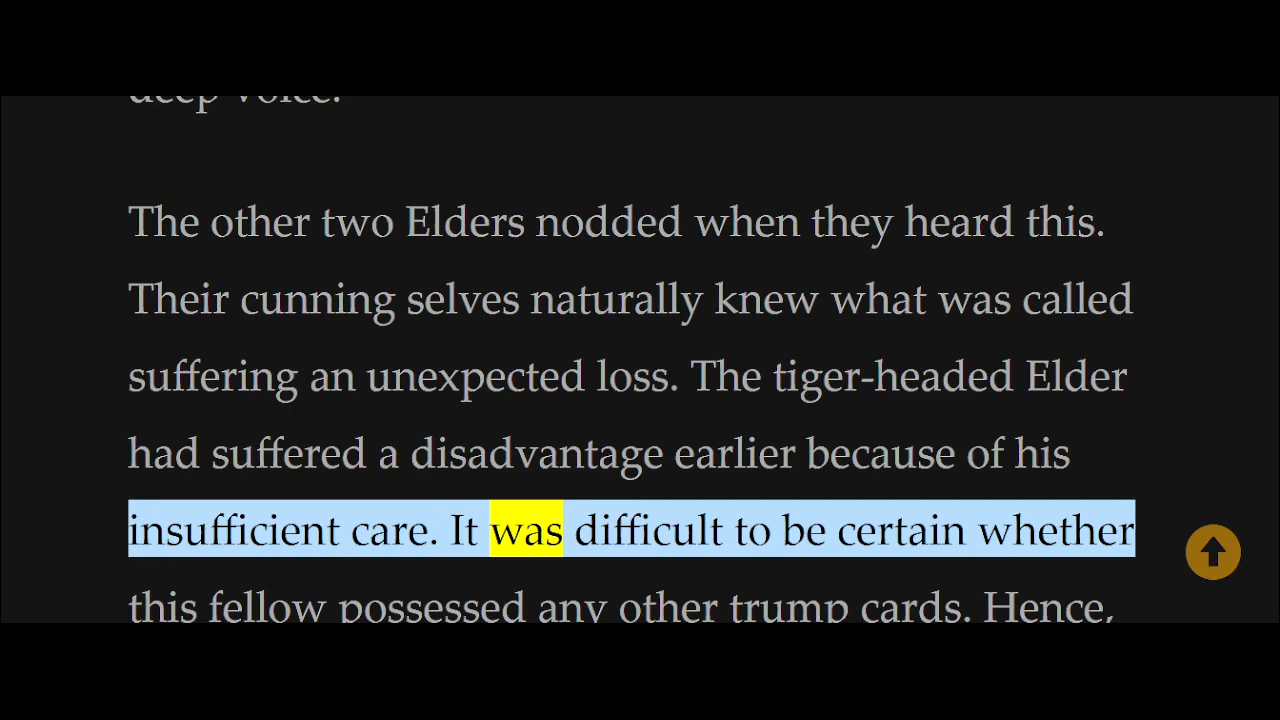 deep voice.
The other two Elders nodded when they heard this.
Their cunning selves naturally knew what was called
suffering an unexpected loss. The tiger-headed Elder
had suffered a disadvantage earlier because of his
insufficient care. It was difficult to be certain whether
this fellow possessed any other trump cards. Hence,